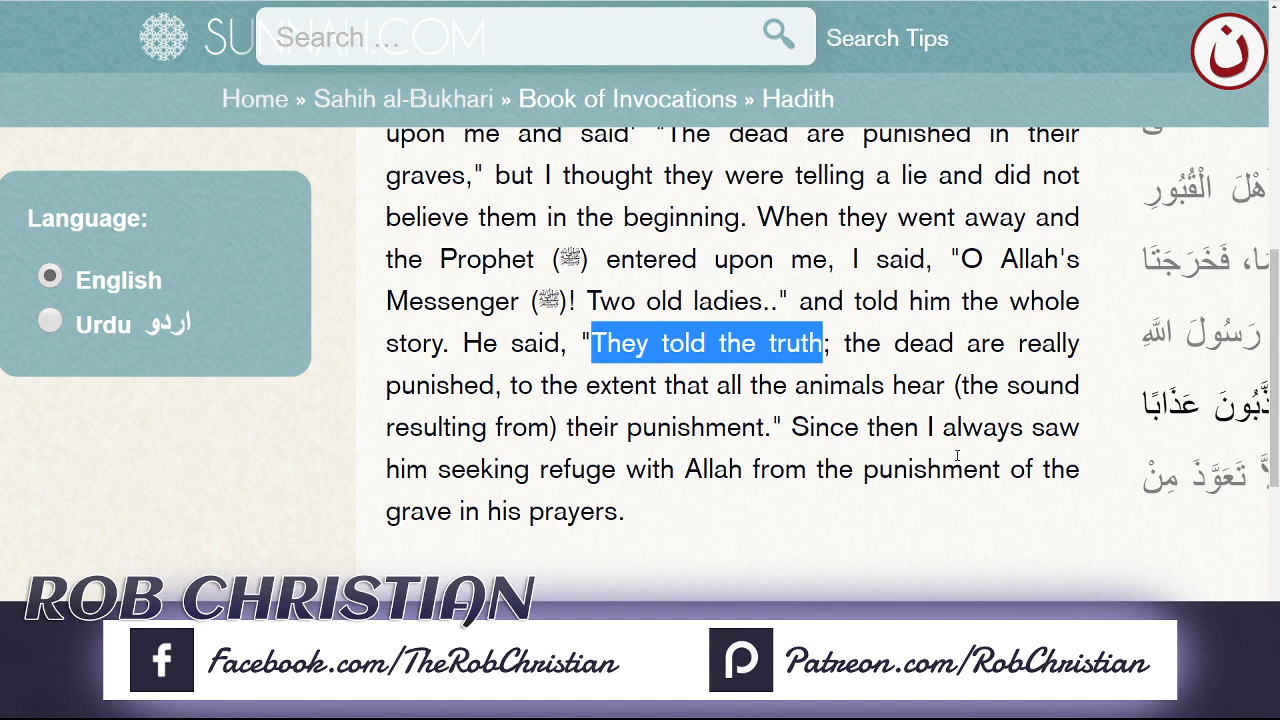 SUNNAH.COM
Search ...
Search Tips
ن
Home » Sahih al-Bukhari » Book of Invocations » Hadith
upon me and said' "The dead are punished in their
graves," but I thought they were telling a lie and did not
believe them in the beginning. When they went away and
the Prophet (ﷺ) entered upon me, I said, "O Allah's
Messenger (ﷺ)! Two old ladies.." and told him the whole
story. He said, "They told the truth; the dead are really
punished, to the extent that all the animals hear (the sound
resulting from) their punishment." Since then I always saw
him seeking refuge with Allah from the punishment of the
grave in his prayers.
Language:
English
Urdu اردو
أَهْلَ الْقُبُورِ
فَخَرَجَتَا
رَسُولَ اللَّهِ
عَذَابًا
تَعَوَّذَ مِنْ
ROB CHRISTIAN
Facebook.com/TheRobChristian
Patreon.com/RobChristian